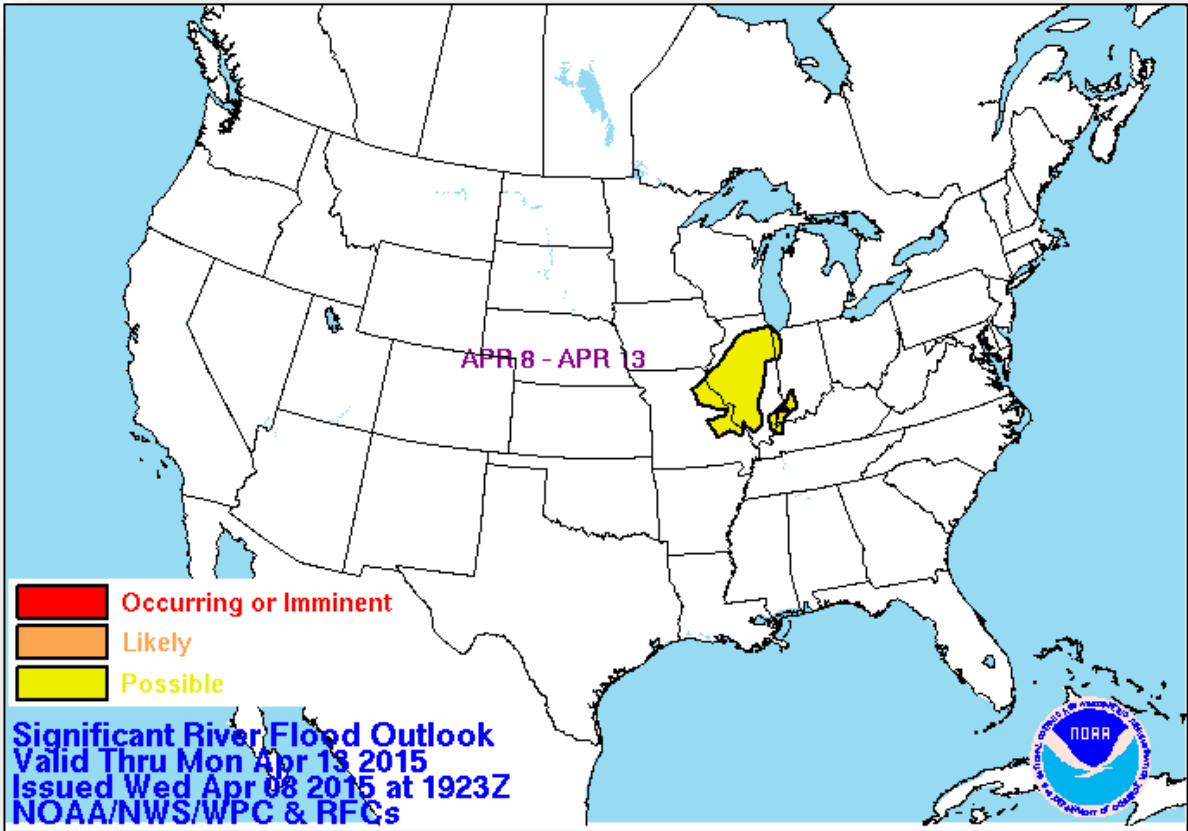 APR 8 - APR 13
Occurring or Imminent
Likely
Possible
Significant River Flood Outlook
Valid Thru Mon Apr 13 2015
Issued Wed Apr 08 2015 at 1923Z
NOAA/NWS/WPC & RFCs
NOAA